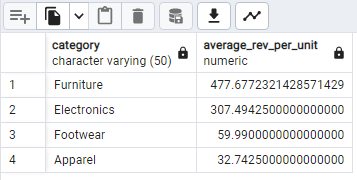 category
character varying (50)
average_rev_per_unit
numeric
1 Furniture 477.6772321428571429
2 Electronics 307.4942500000000000
3 Footwear 59.9900000000000000
4 Apparel 32.7425000000000000